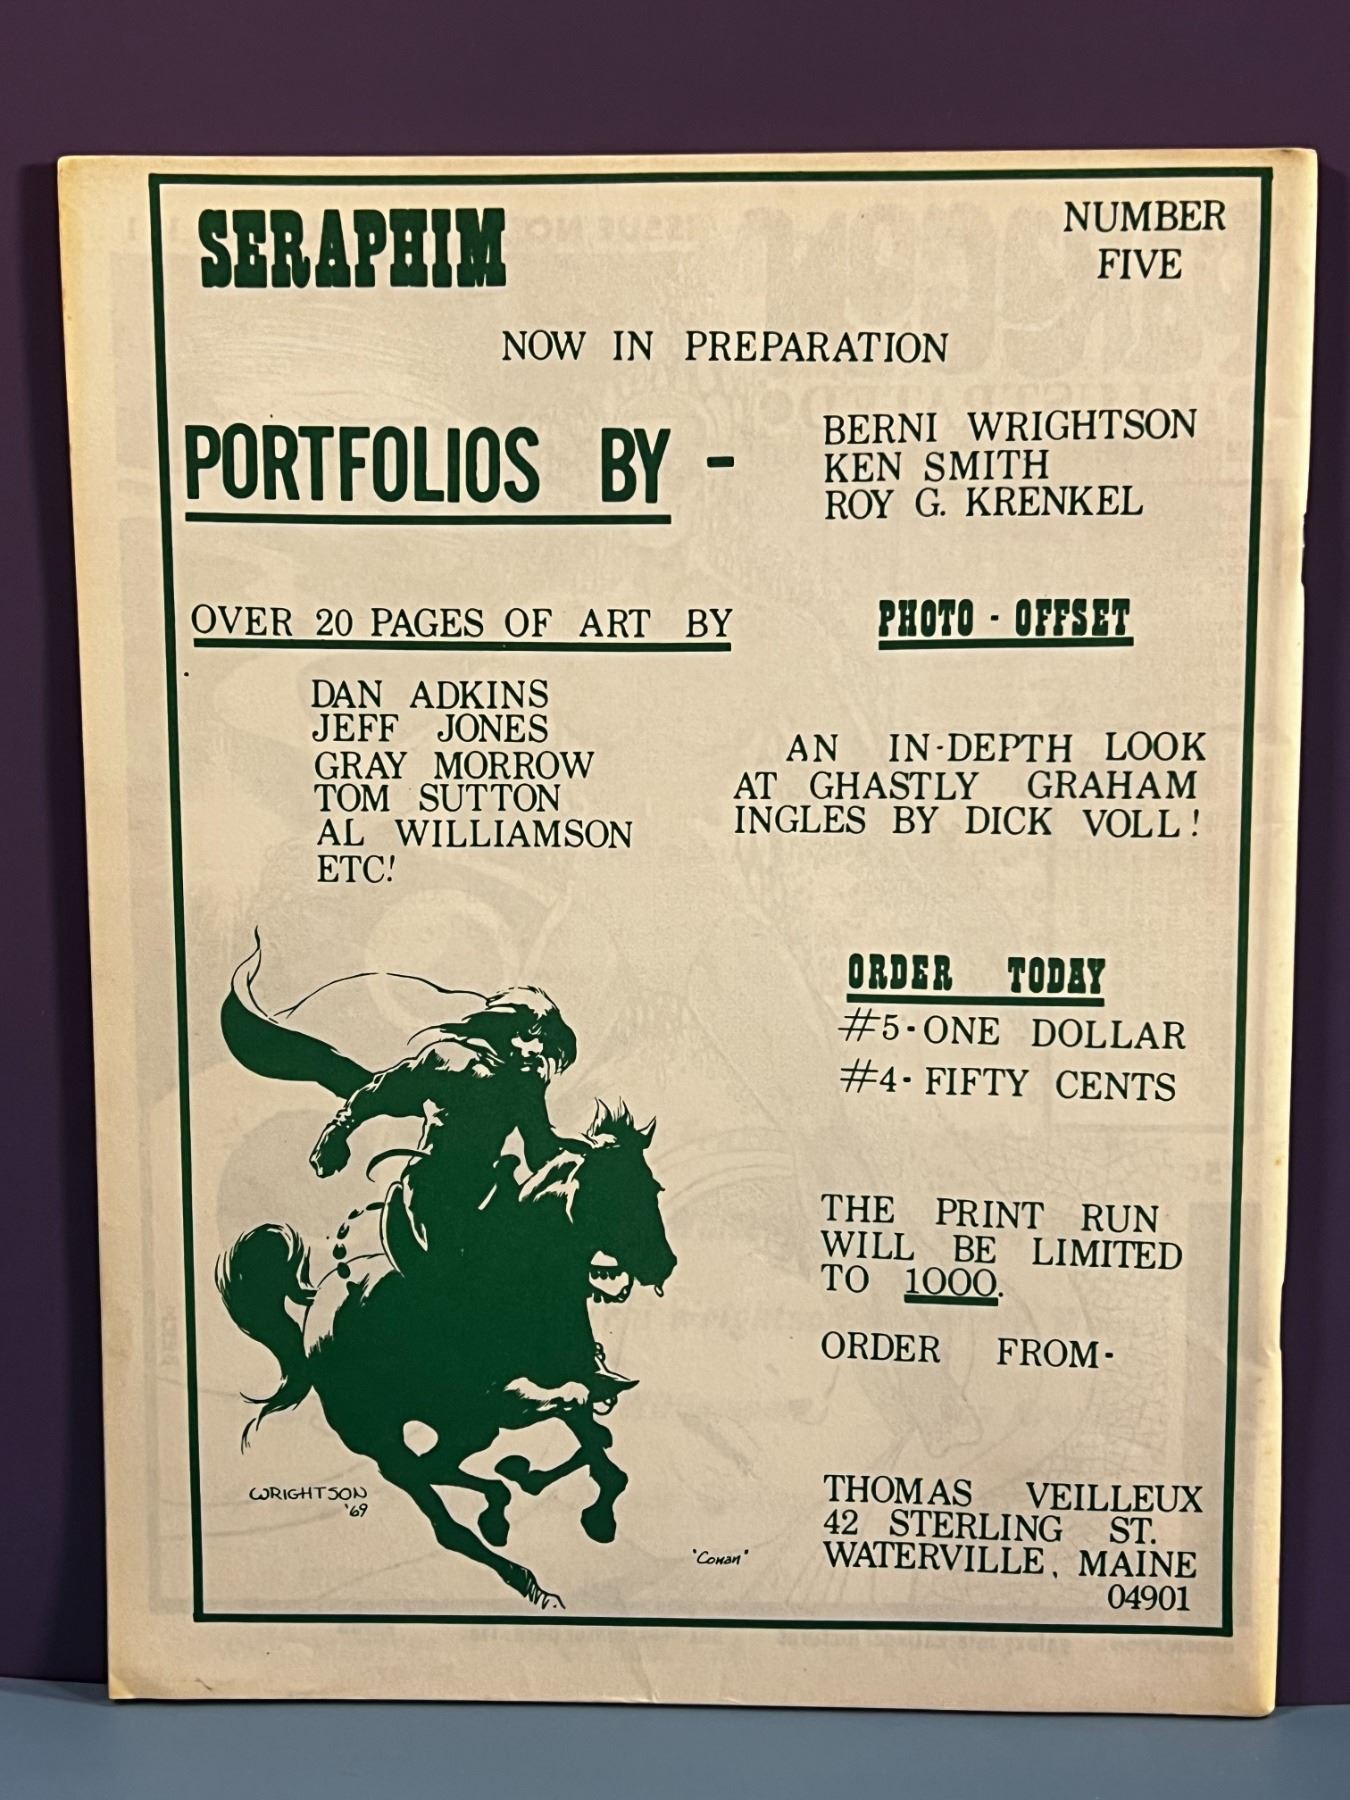 SERAPHIM
NUMBER
FIVE
NOW IN PREPARATION
PORTFOLIOS BY -
BERNI WRIGHTSON
KEN SMITH
ROY G. KRENKEL
OVER 20 PAGES OF ART BY
DAN ADKINS
JEFF JONES
GRAY MORROW
TOM SUTTON
AL WILLIAMSON
ETC!
PHOTO - OFFSET
AN IN-DEPTH LOOK
AT GHASTLY GRAHAM
INGLES BY DICK VOLL!
ORDER TODAY
#5-ONE DOLLAR
#4-FIFTY CENTS
THE PRINT RUN
WILL BE LIMITED
TO 1000.
ORDER FROM-
THOMAS VEILLEUX
42 STERLING ST.
WATERVILLE, MAINE
04901
WRIGHTSON
'69
"Conan"